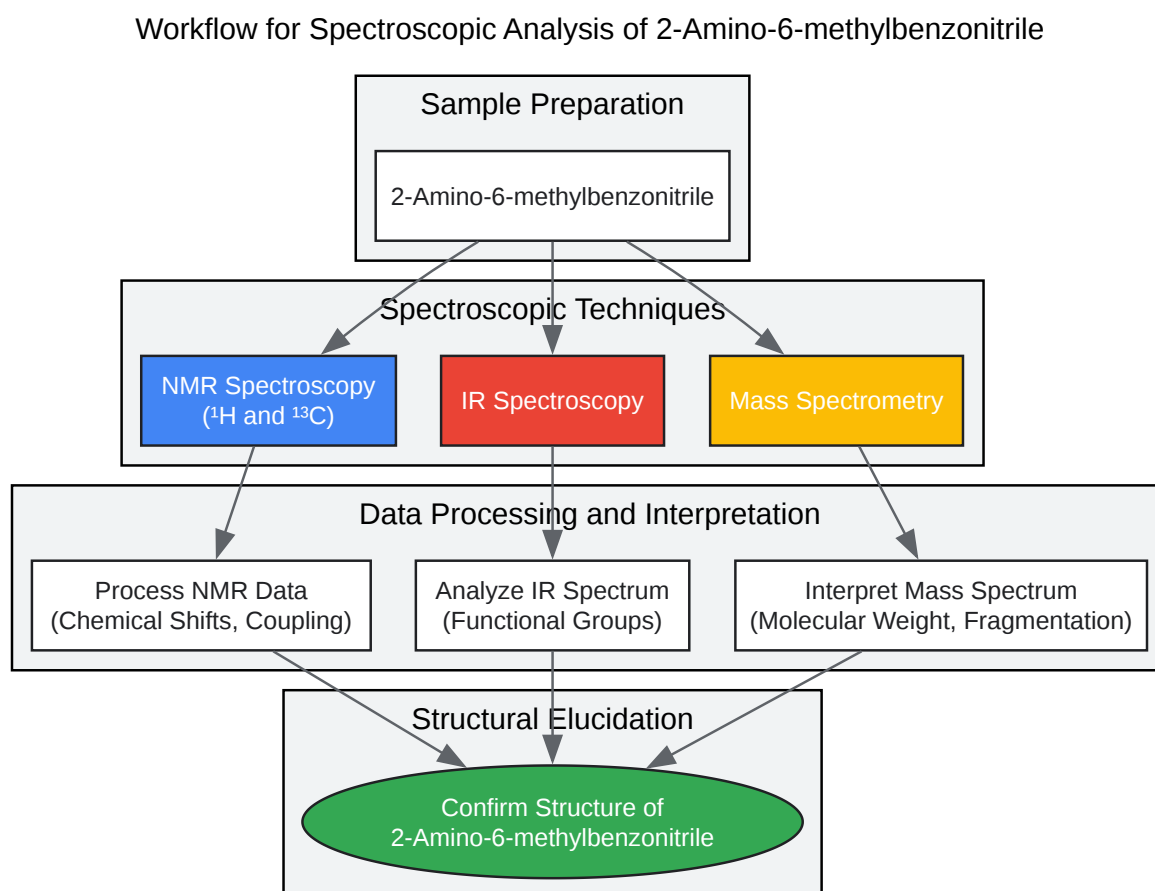 Workflow for Spectroscopic Analysis of 2-Amino-6-methylbenzonitrile
Sample Preparation
2-Amino-6-methylbenzonitrile
Spectroscopic Techniques
NMR Spectroscopy
(¹H and ¹³C)
IR Spectroscopy
Mass Spectrometry
Data Processing and Interpretation
Process NMR Data
(Chemical Shifts, Coupling)
Analyze IR Spectrum
(Functional Groups)
Interpret Mass Spectrum
(Molecular Weight, Fragmentation)
Structural Elucidation
Confirm Structure of
2-Amino-6-methylbenzonitrile